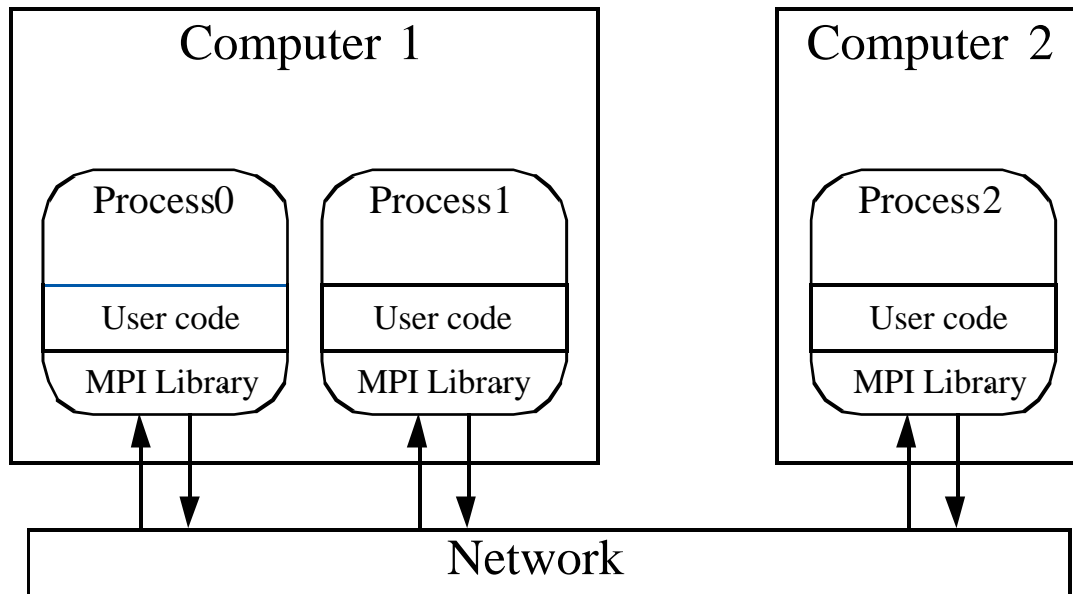 Computer 1
Computer 2
Process0
Process1
Process2
User code
User code
User code
MPI Library
MPI Library
MPI Library
Network